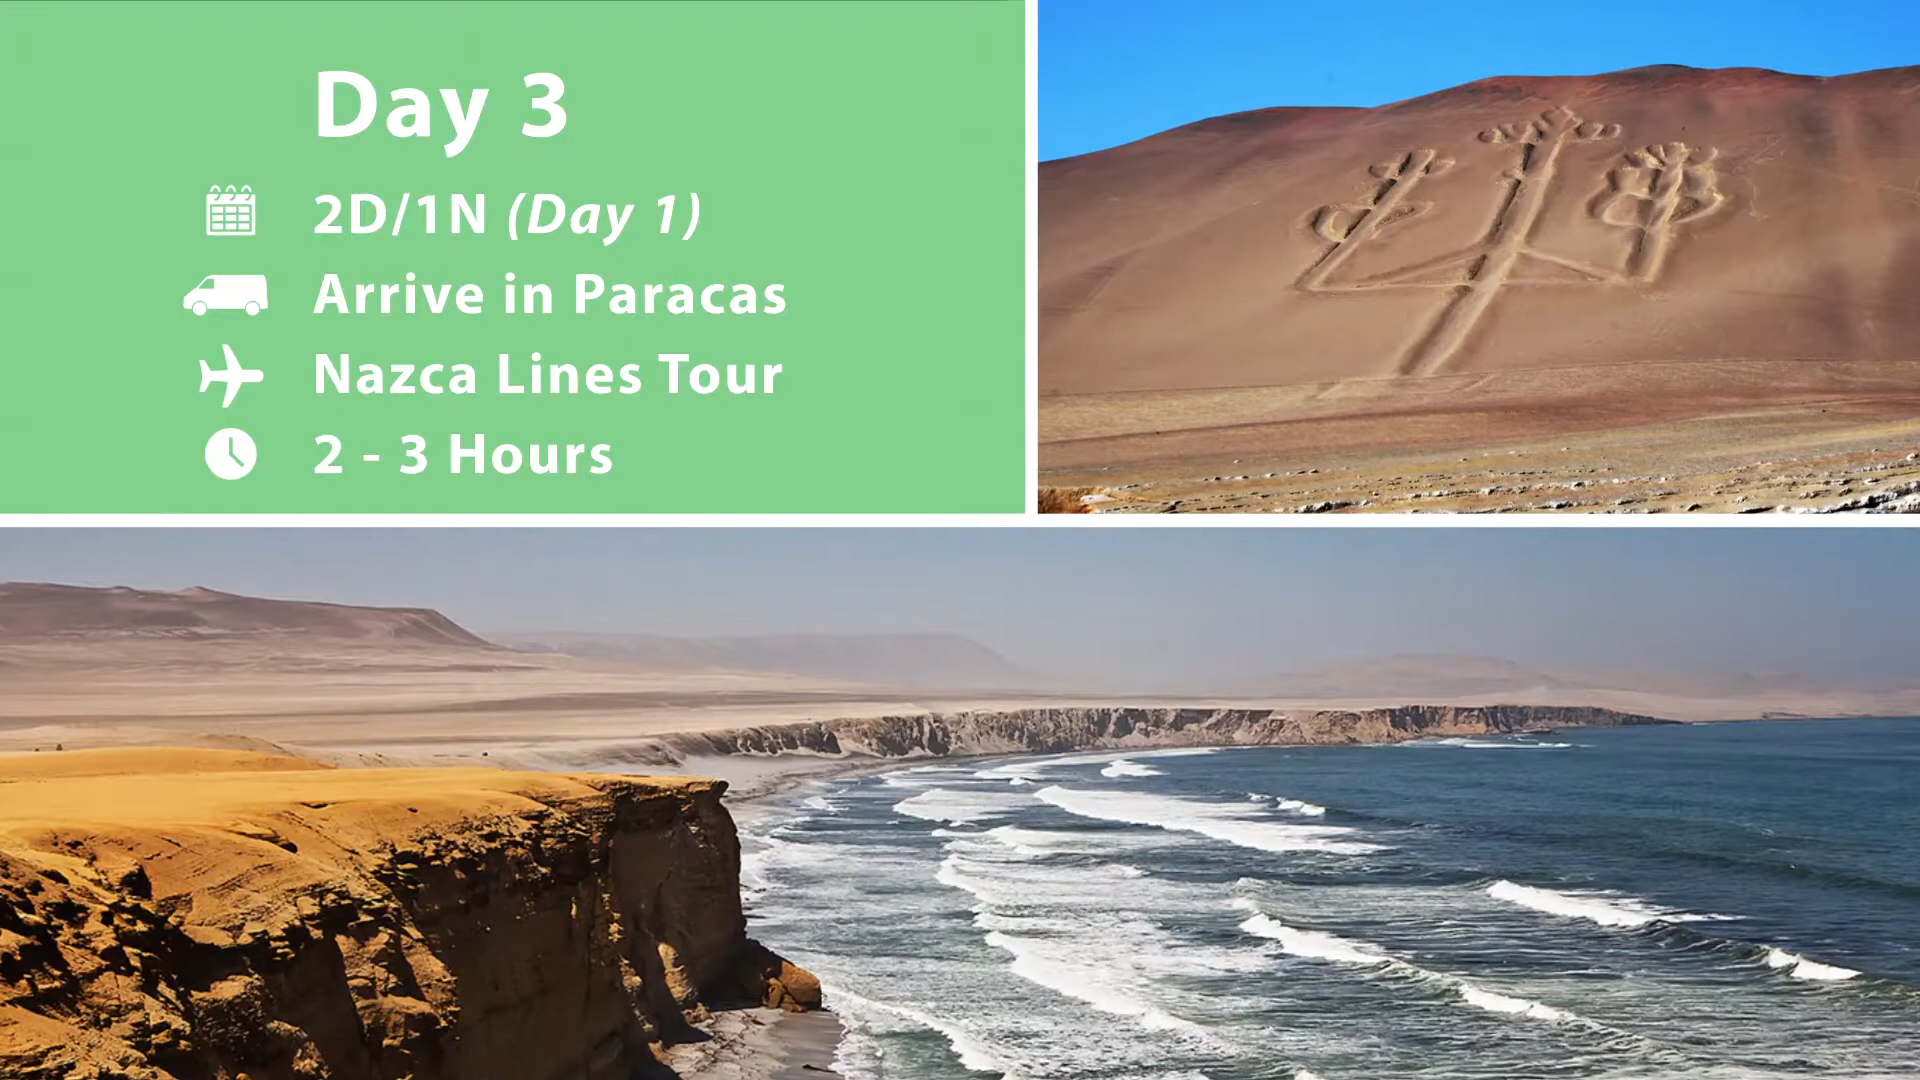 Day 3
2D/1N (Day 1)
Arrive in Paracas
Nazca Lines Tour
2 - 3 Hours